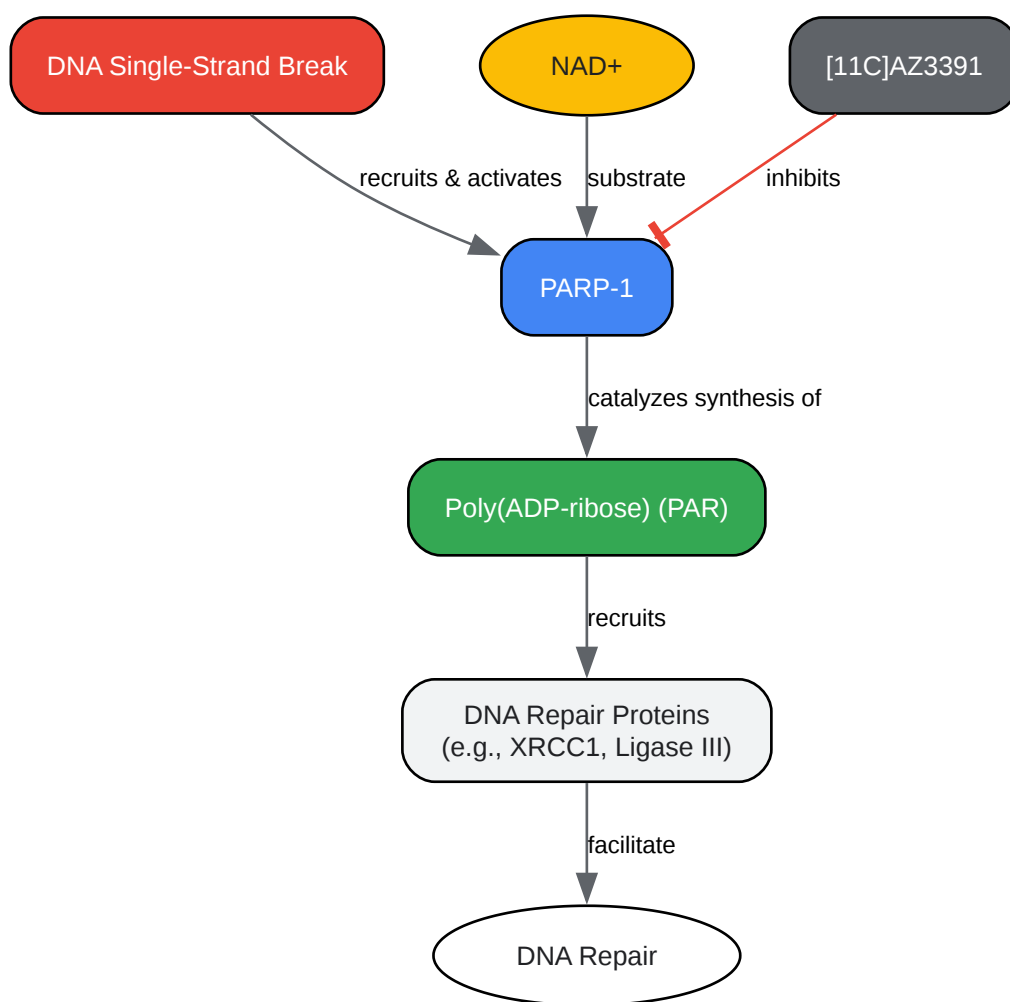 DNA Single-Strand Break
NAD+
[11C]AZ3391
recruits & activates
substrate
inhibits
PARP-1
catalyzes synthesis of
Poly(ADP-ribose) (PAR)
recruits
DNA Repair Proteins
(e.g., XRCC1, Ligase III)
facilitate
DNA Repair